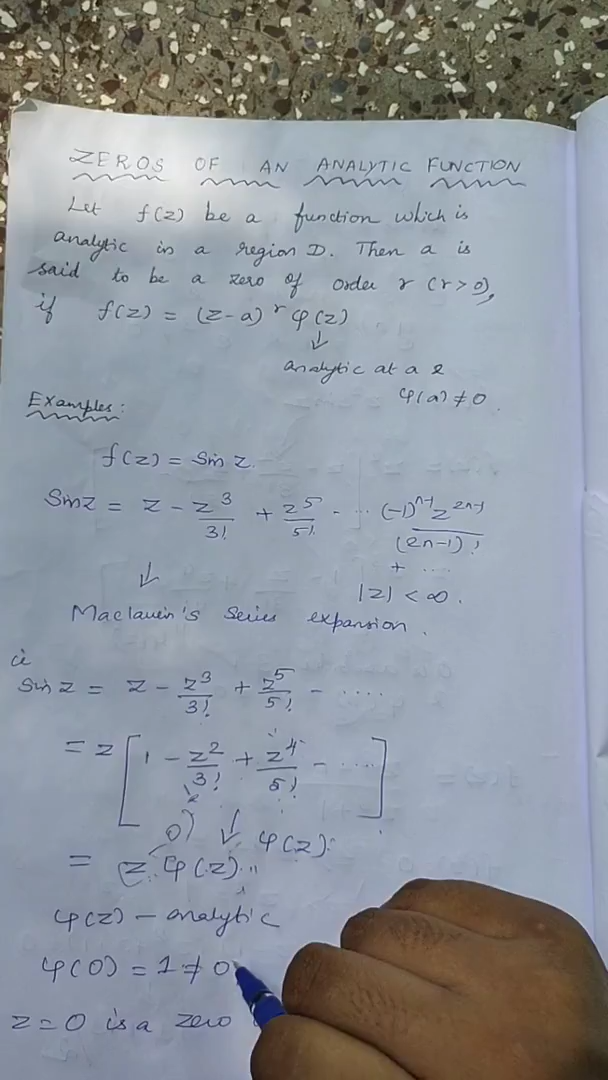 ZEROS OF AN ANALYTIC FUNCTION
Let f(z) be a function which is
analytic in a region D. Then a is
said to be a zero of order r (r > 0),
if f(z) = (z-a)^r φ(z)
↓
analytic at a &
φ(a) ≠ 0.
Examples:
f(z) = Sin z.
Sin z = z - z^3/3! + z^5/5! - ... (-1)^{n-1} z^{2n-1}/(2n-1)!
+ ....
↓
|z| < ∞.
Maclauin's Series expansion.
ie
Sin z = z - z^3/3! + z^5/5! - ....
= z [1 - z^2/3! + z^4/5! - ....]
↓ φ(z).
= z φ(z).
φ(z) - analytic
φ(0) = 1 ≠ 0
z = 0 is a zero